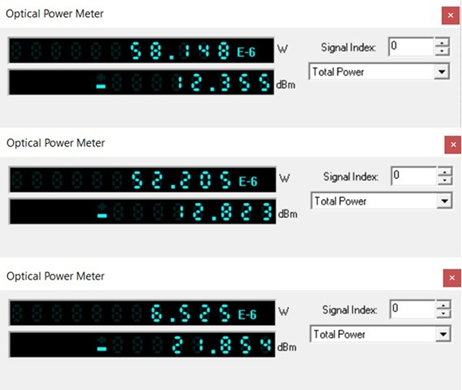 Optical Power Meter
58.148 E-6 W Signal Index: 0
- 12.355 dBm Total Power
Optical Power Meter
52.205 E-6 W Signal Index: 0
- 12.823 dBm Total Power
Optical Power Meter
6.525 E-6 W Signal Index: 0
- 21.854 dBm Total Power